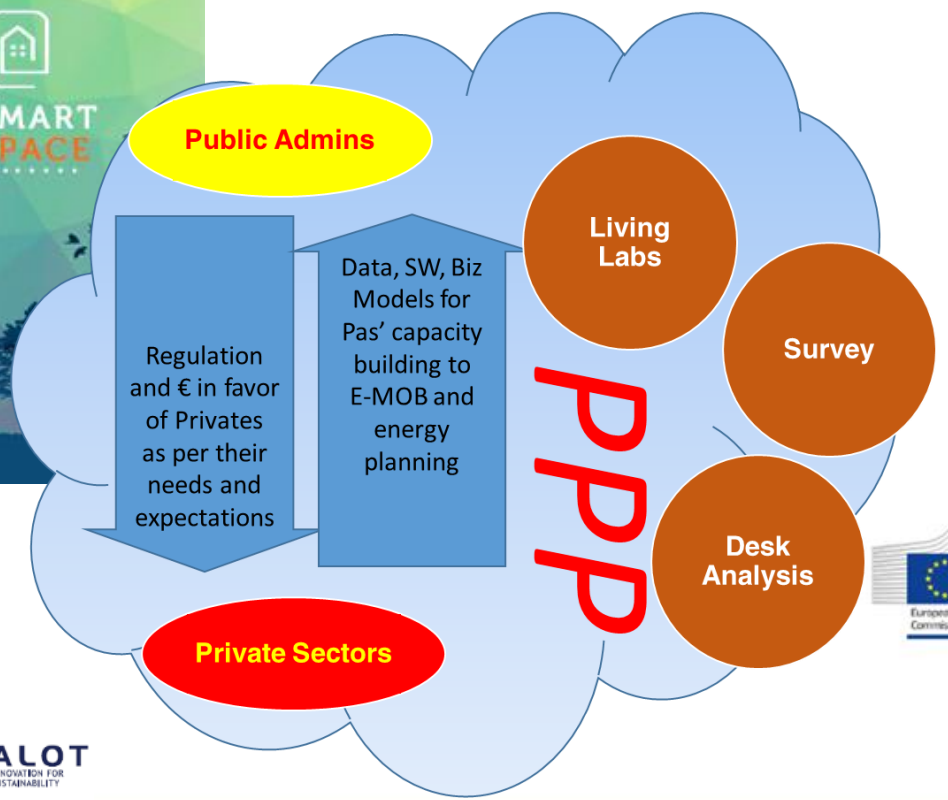 MART
PACE
Public Admins
Living
Labs
Survey
Desk
Analysis
Data, SW, Biz
Models for
Pas’ capacity
building to
E-MOB and
energy
planning
Regulation
and € in favor
of Privates
as per their
needs and
expectations
PPP
Private Sectors
European
Commis
ALOT
NOVATION FOR
STAINABILITY